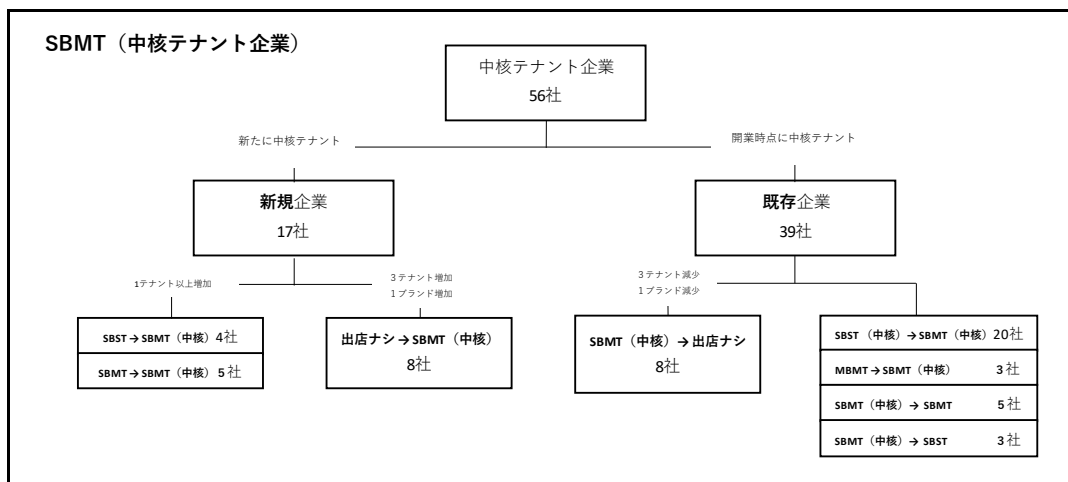 SBMT（中核テナント企業）
中核テナント企業
56社
新たに中核テナント
開業時点に中核テナント
新規企業
17社
既存企業
39社
1テナント以上増加
３テナント増加
１ブランド増加
３テナント減少
１ブランド減少
SBST → SBMT（中核）4社
SBMT → SBMT（中核）5社
出店ナシ → SBMT（中核）
8社
SBMT（中核）→ 出店ナシ
8社
SBST（中核）→ SBMT（中核）20社
MBMT → SBMT（中核） 3社
SBMT（中核）→ SBMT 5社
SBMT（中核）→ SBST 3社